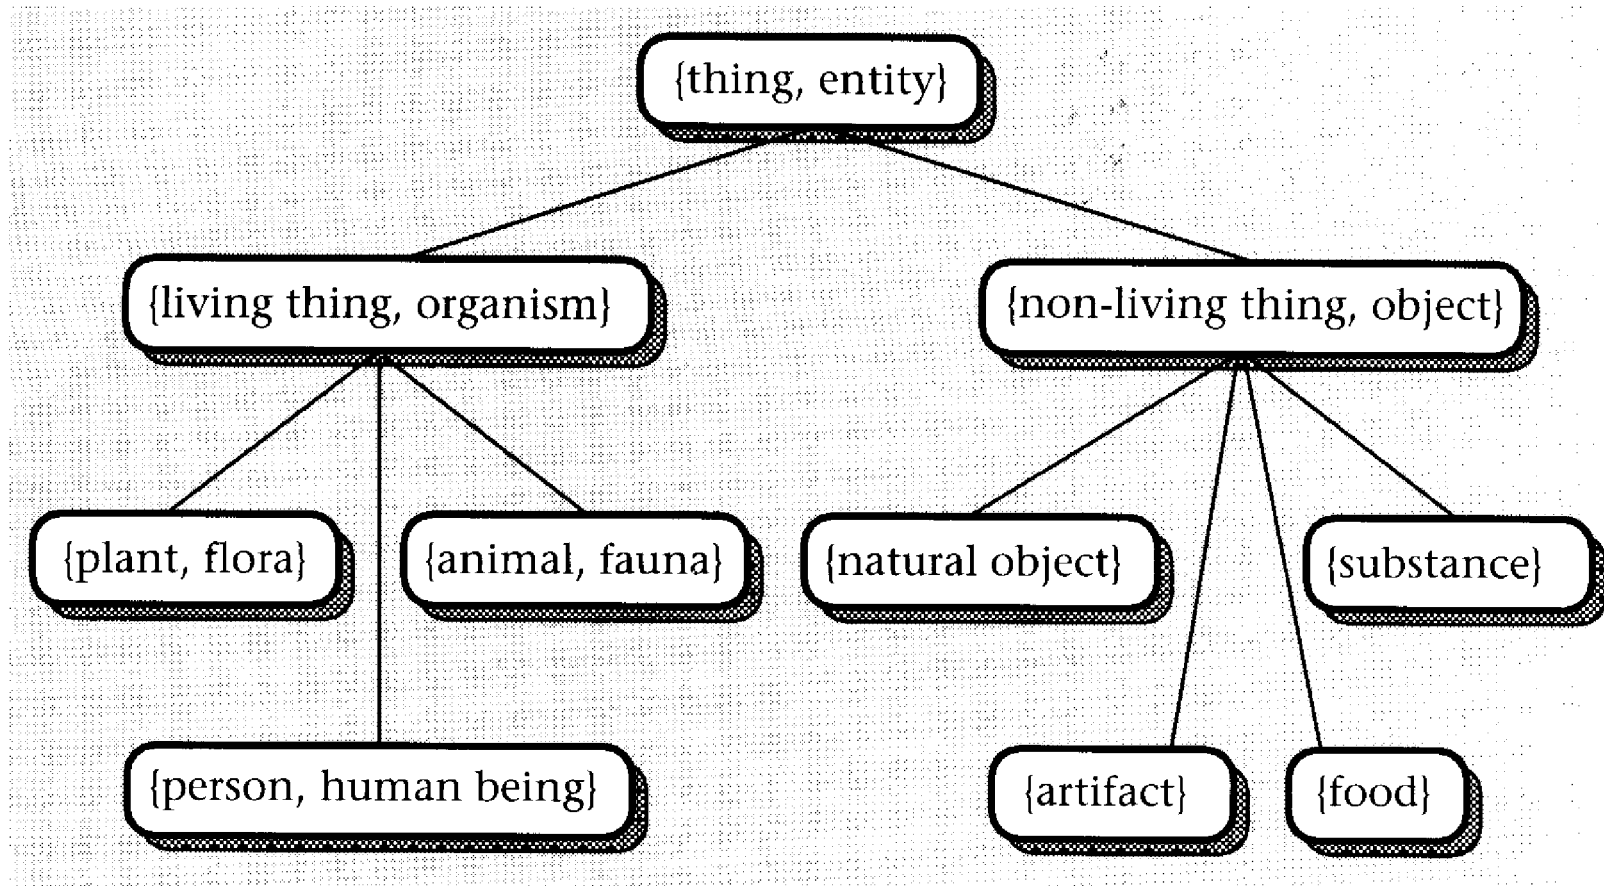 {thing, entity}
{living thing, organism}
{non-living thing, object}
{plant, flora}
{animal, fauna}
{natural object}
{substance}
{person, human being}
{artifact}
{food}